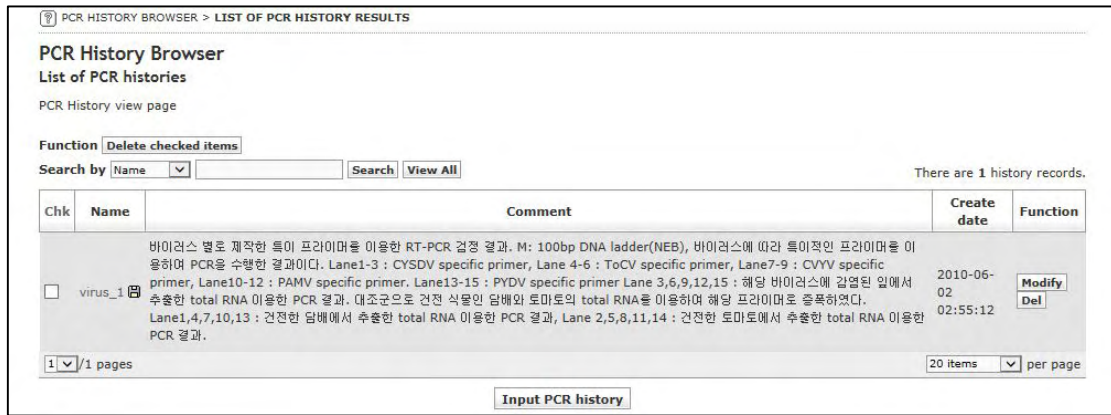 PCR HISTORY BROWSER > LIST OF PCR HISTORY RESULTS
PCR History Browser
List of PCR histories
PCR History view page
Function Delete checked items
Search by Name Search View All
There are 1 history records.
Chk Name Comment Create date Function
바이러스 별로 제작한 특이 프라이머를 이용한 RT-PCR 검정 결과. M: 100bp DNA ladder(NEB), 바이러스에 따라 특이적인 프라이머를 이
용하여 PCR을 수행한 결과이다. Lane1-3 : CYSDV specific primer, Lane 4-6 : ToCV specific primer, Lane7-9 : CVYV specific
primer, Lane10-12 : PAMV specific primer. Lane13-15 : PYDV specific primer Lane 3,6,9,12,15 : 해당 바이러스에 감염된 잎에서
추출한 total RNA 이용한 PCR 결과. 대조군으로 건전 식물인 담배와 토마토의 total RNA를 이용하여 해당 프라이머로 증폭하였다.
Lane1,4,7,10,13 : 건전한 담배에서 추출한 total RNA 이용한 PCR 결과, Lane 2,5,8,11,14 : 건전한 토마토에서 추출한 total RNA 이용한
PCR 결과.
virus_1
2010-06-
02
02:55:12
Modify
Del
1 /1 pages
20 items per page
Input PCR history